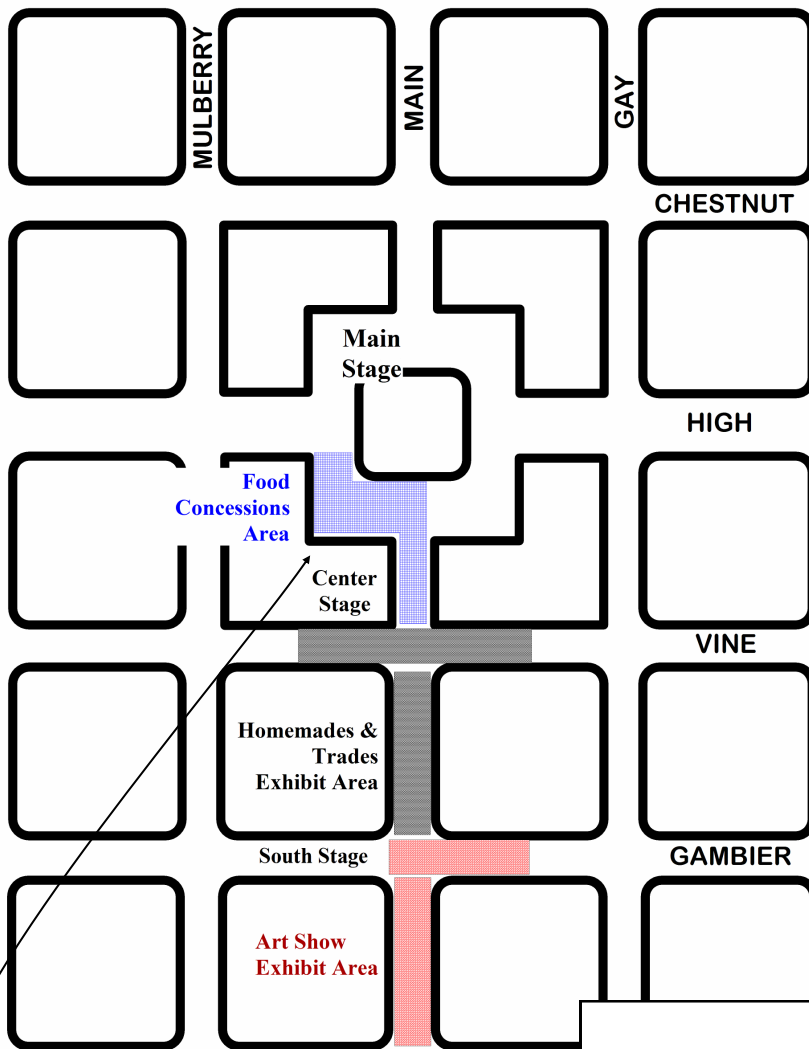 MULBERRY
MAIN
GAY
CHESTNUT
Main
Stage
HIGH
Food
Concessions
Area
Center
Stage
VINE
Homemades &
Trades
Exhibit Area
South Stage
GAMBIER
Art Show
Exhibit Area